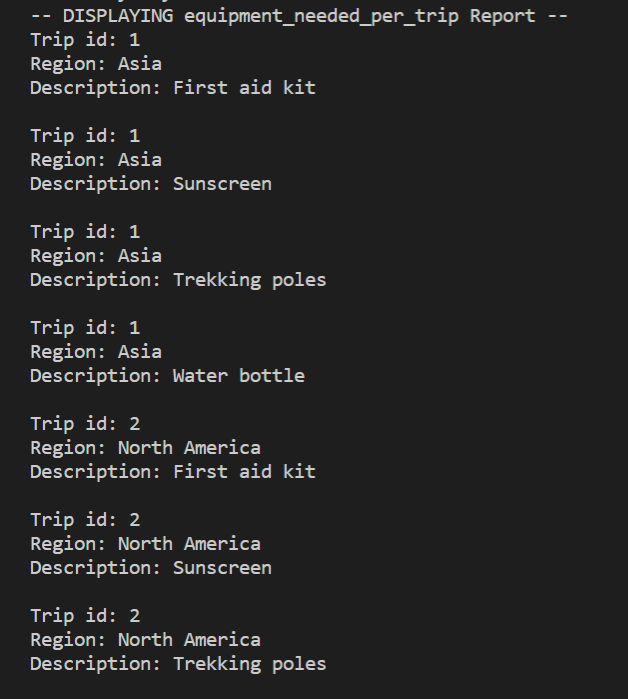 -- DISPLAYING equipment_needed_per_trip Report --
Trip id: 1
Region: Asia
Description: First aid kit
Trip id: 1
Region: Asia
Description: Sunscreen
Trip id: 1
Region: Asia
Description: Trekking poles
Trip id: 1
Region: Asia
Description: Water bottle
Trip id: 2
Region: North America
Description: First aid kit
Trip id: 2
Region: North America
Description: Sunscreen
Trip id: 2
Region: North America
Description: Trekking poles